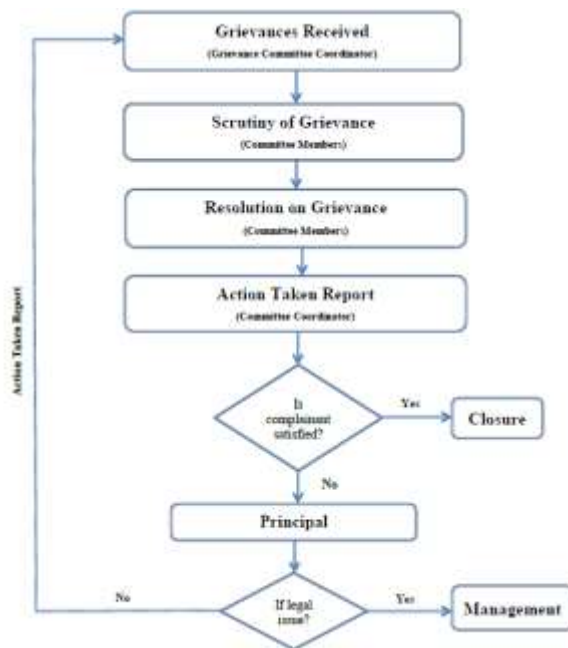 Grievances Received
(Grievance Committee Coordinator)
Scrutiny of Grievance
(Committee Members)
Resolution on Grievance
(Committee Members)
Action Taken Report
(Committee Coordinator)
Action Taken Report
Is
complainant
satisfied?
Yes
Closure
No
Principal
No
If legal
issue?
Yes
Management